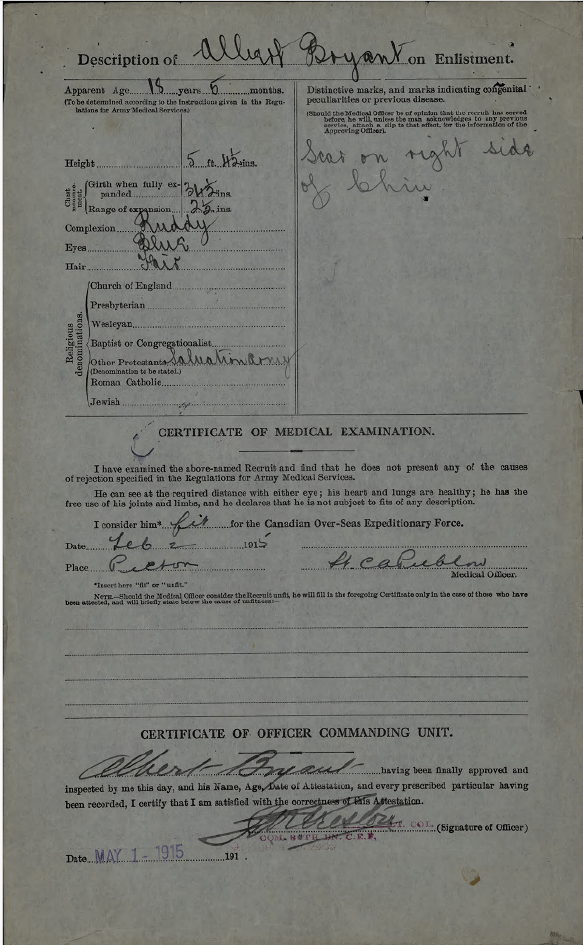 Description of Albert Bryant on Enlistment.
Apparent Age 18 years 6 months.
(To be determined according to the instructions given in the Regulations for Army Medical Services.)
Height 5 ft. 4½ ins.
Chest measurement.
Girth when fully expanded 34½ ins.
Range of expansion 2½ ins.
Complexion Ruddy
Eyes Blue
Hair Fair
Religious denominations.
Church of England
Presbyterian
Wesleyan
Baptist or Congregationalist
Other Protestants Salvation Army
(Denomination to be stated.)
Roman Catholic
Jewish
Distinctive marks, and marks indicating congenital
peculiarities or previous disease.
(Should the Medical Officer be of opinion that the recruit has served
before, he will, unless the man acknowledges to any previous
service, attach a slip to that effect, for the information of the
Approving Officer).
Scar on right side
of Chin
CERTIFICATE OF MEDICAL EXAMINATION.
I have examined the above-named Recruit and find that he does not present any of the causes
of rejection specified in the Regulations for Army Medical Services.
He can see at the required distance with either eye; his heart and lungs are healthy; he has the
free use of his joints and limbs, and he declares that he is not subject to fits of any description.
I consider him* fit for the Canadian Over-Seas Expeditionary Force.
Date Feb 2 1915
Place Picton
Medical Officer.
*Insert here "fit" or "unfit."
NOTE.—Should the Medical Officer consider the Recruit unfit, he will fill in the foregoing Certificate only in the case of those who have
been attested, and will briefly state below the cause of unfitness:—
CERTIFICATE OF OFFICER COMMANDING UNIT.
Albert Bryant having been finally approved and
inspected by me this day, and his Name, Age, Date of Attestation, and every prescribed particular having
been recorded, I certify that I am satisfied with the correctness of this Attestation.
LT. COL. (Signature of Officer)
BN. C.E.F.
Date MAY 1 - 1915 191